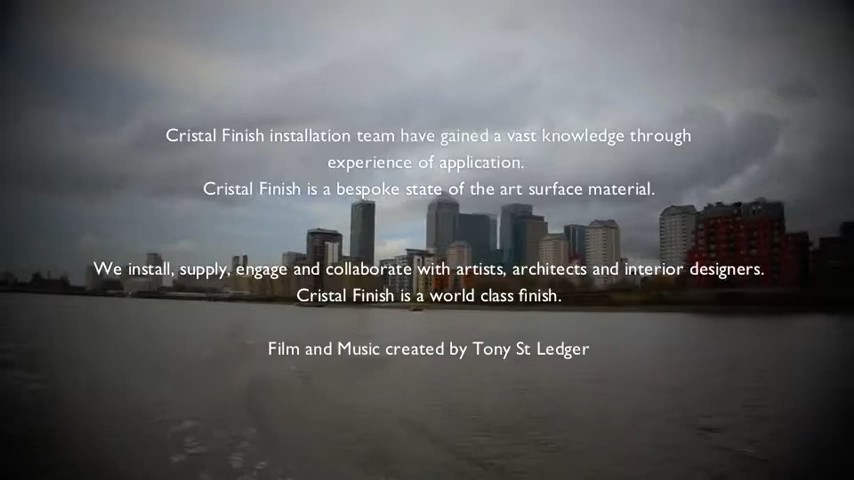 Cristal Finish installation team have gained a vast knowledge through
experience of application.
Cristal Finish is a bespoke state of the art surface material.
We install, supply, engage and collaborate with artists, architects and interior designers.
Cristal Finish is a world class finish.
Film and Music created by Tony St Ledger